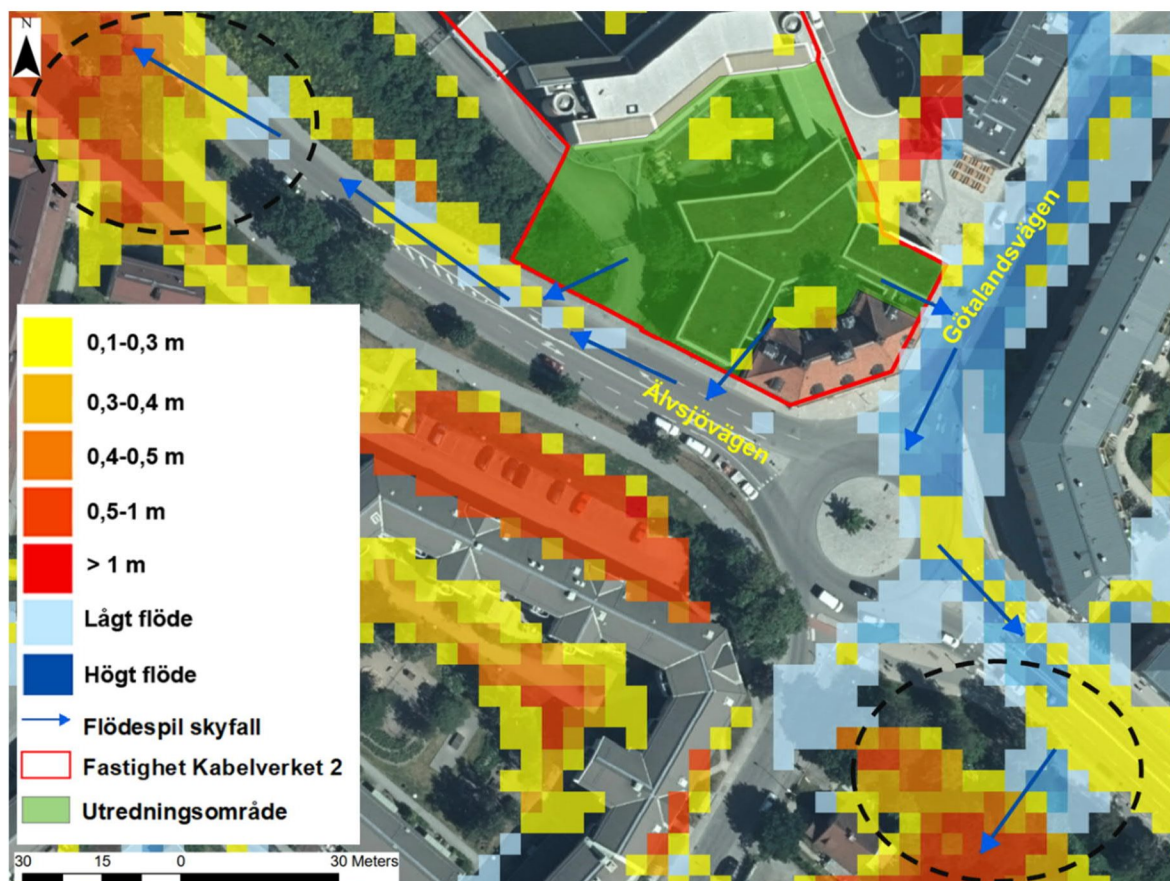 N
Götalandsvägen
Älvsjövägen
0,1-0,3 m
0,3-0,4 m
0,4-0,5 m
0,5-1 m
> 1 m
Lågt flöde
Högt flöde
Flödespil skyfall
Fastighet Kabelverket 2
Utredningsområde
30 15 0 30 Meters